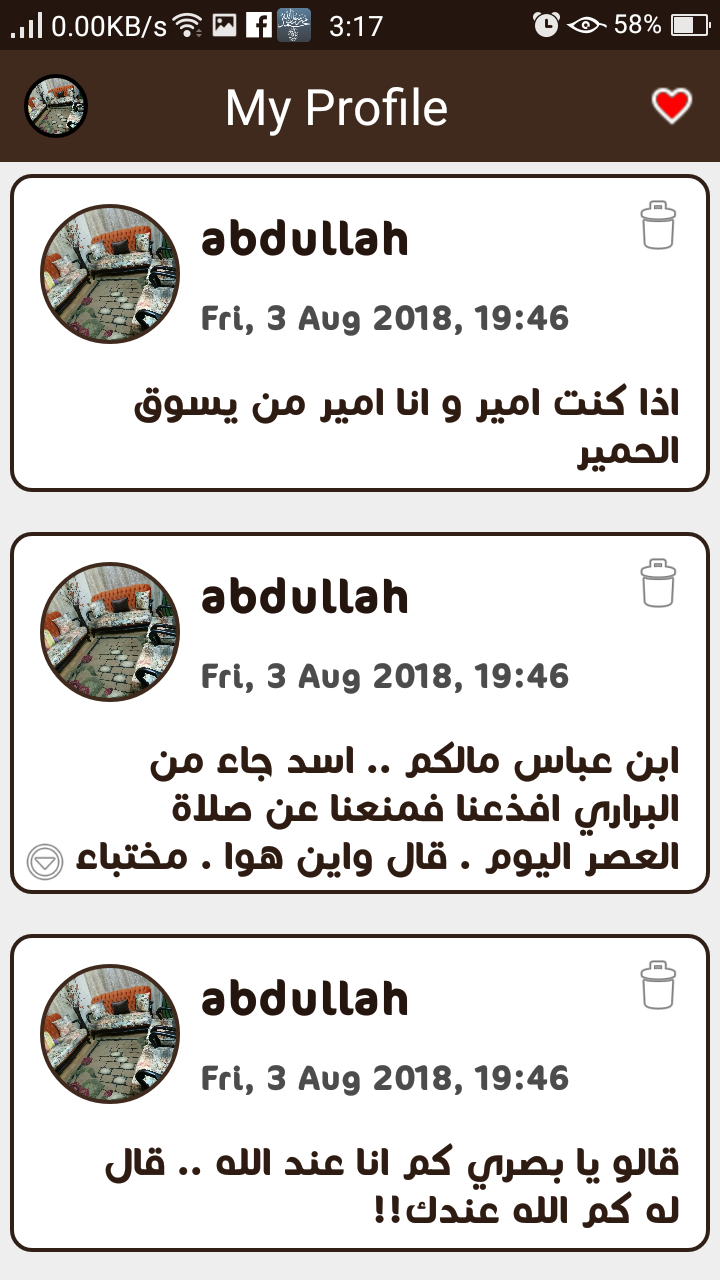 0.00KB/s 3:17 58%
My Profile
abdullah
Fri, 3 Aug 2018, 19:46
اذا كنت امير و انا امير من يسوق
الحمير
abdullah
Fri, 3 Aug 2018, 19:46
ابن عباس مالكم .. اسد جاء من
البراري افذعنا فمنعنا عن صلاة
العصر اليوم . قال واين هوا . مختباء
abdullah
Fri, 3 Aug 2018, 19:46
قالو يا بصري كم انا عند الله .. قال
له كم الله عندك!!